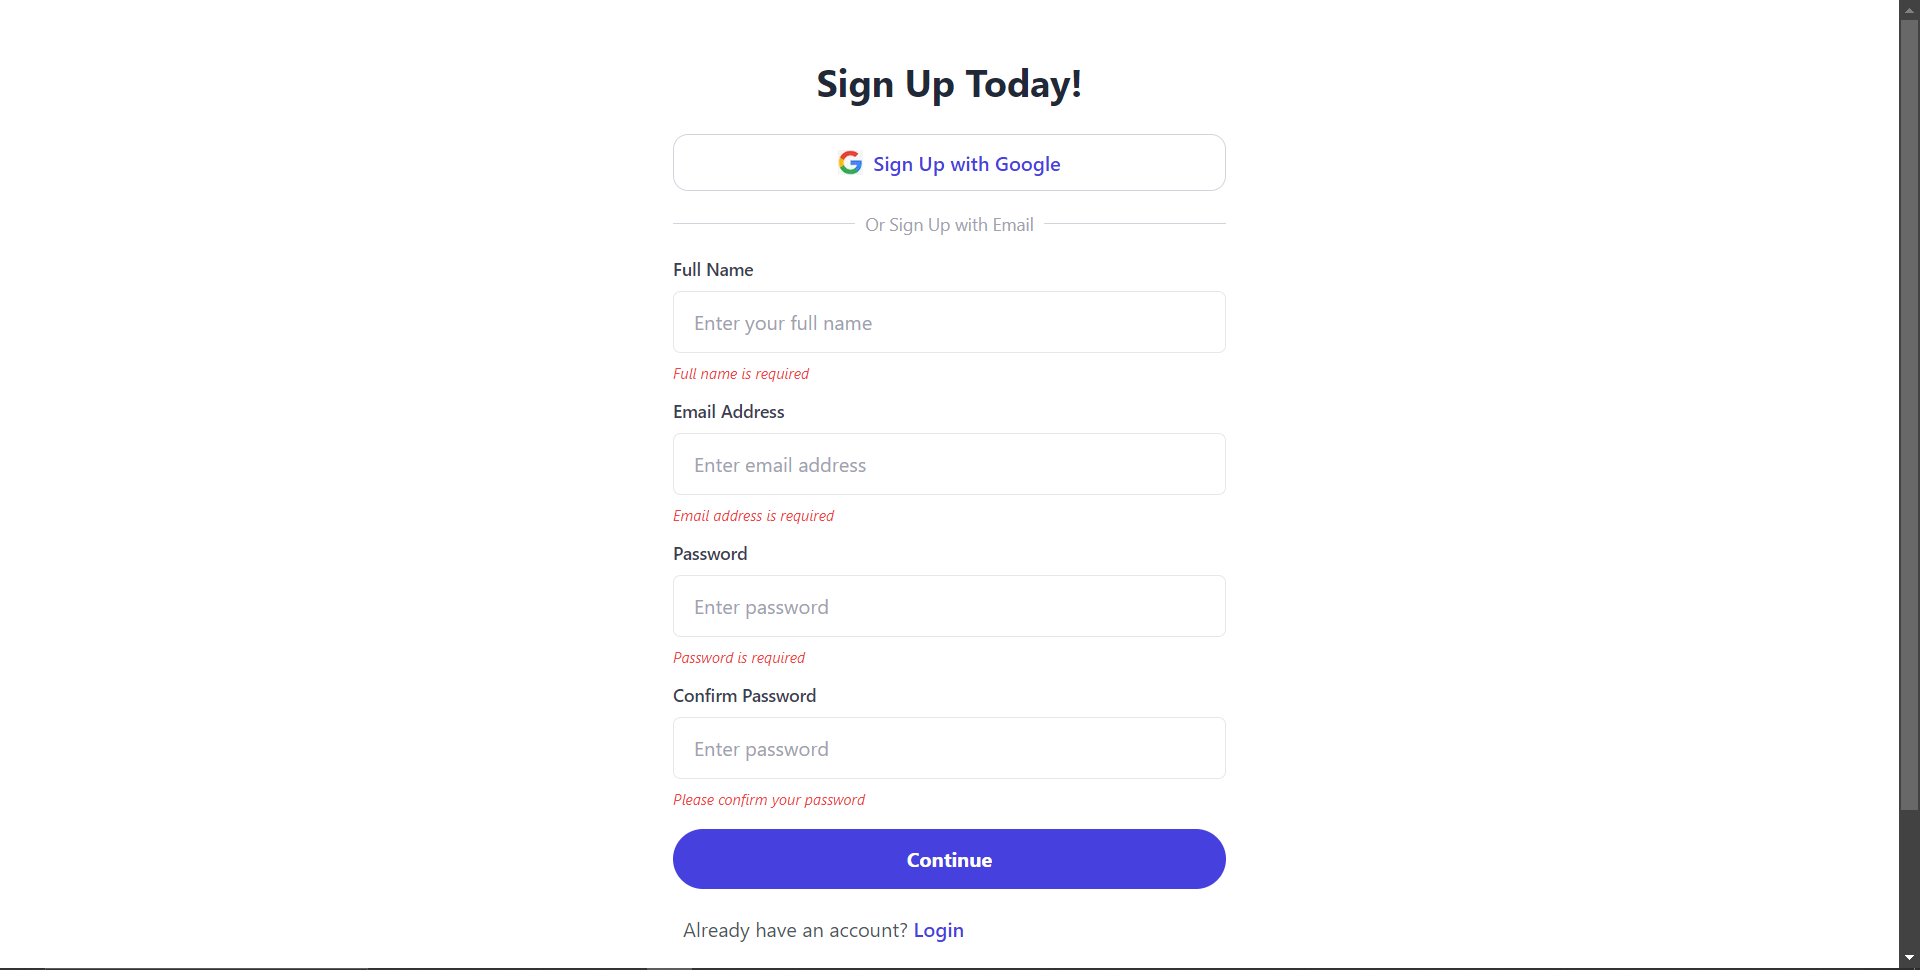 Sign Up Today!
Sign Up with Google
Or Sign Up with Email
Full Name
Enter your full name
Full name is required
Email Address
Enter email address
Email address is required
Password
Enter password
Password is required
Confirm Password
Enter password
Please confirm your password
Continue
Already have an account? Login